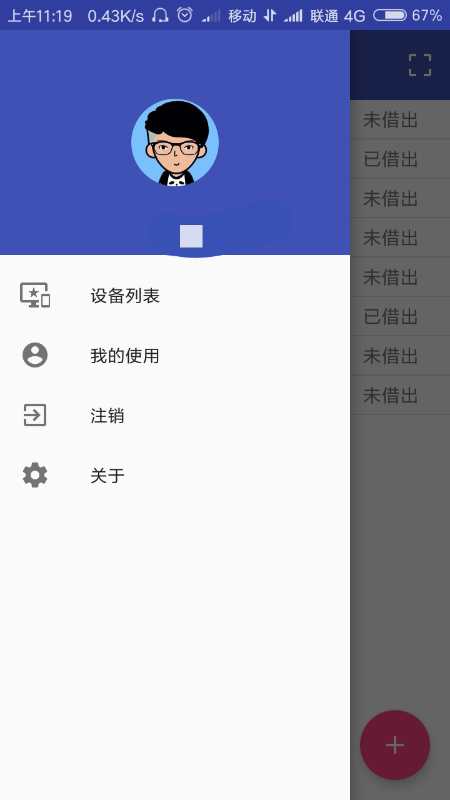 上午11:19 0.43K/s 移动 联通 4G 67%
未借出
已借出
未借出
未借出
未借出
已借出
未借出
未借出
设备列表
我的使用
注销
关于